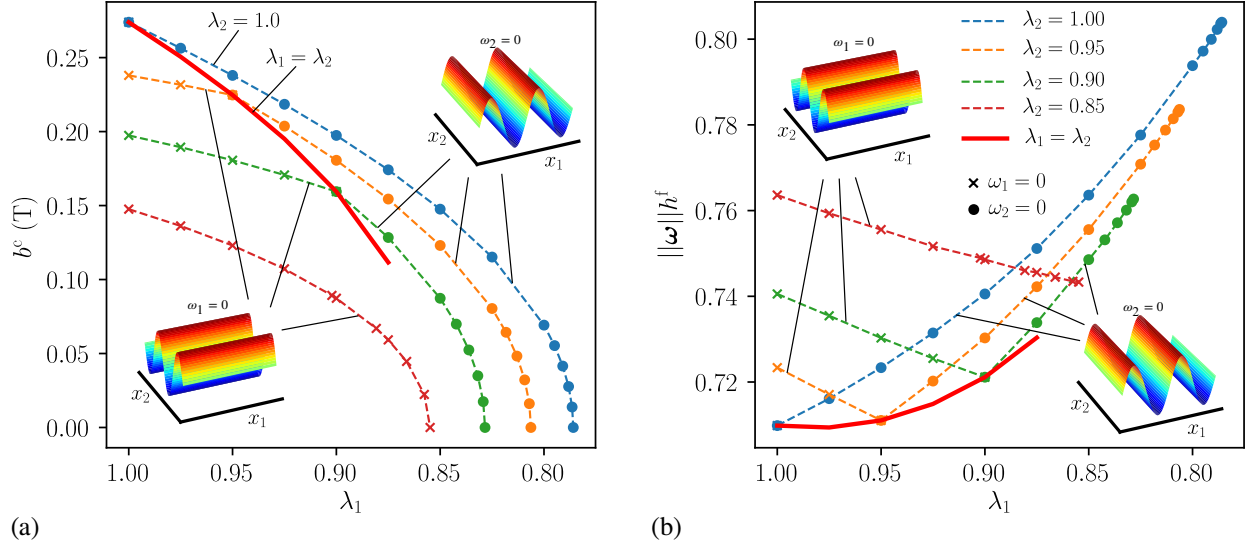 λ₂ = 1.0
λ₁ = λ₂
ω₂ = 0
x₂
x₁
ω₁ = 0
x₂
x₁
bᶜ (T)
0.25
0.20
0.15
0.10
0.05
0.00
1.00 0.95 0.90 0.85 0.80
λ₁
(a)
λ₂ = 1.00
λ₂ = 0.95
λ₂ = 0.90
λ₂ = 0.85
λ₁ = λ₂
ω₁ = 0
ω₂ = 0
ω₁ = 0
x₂
x₁
ω₂ = 0
x₂
x₁
||ω||hᶠ
0.80
0.78
0.76
0.74
0.72
1.00 0.95 0.90 0.85 0.80
λ₁
(b)